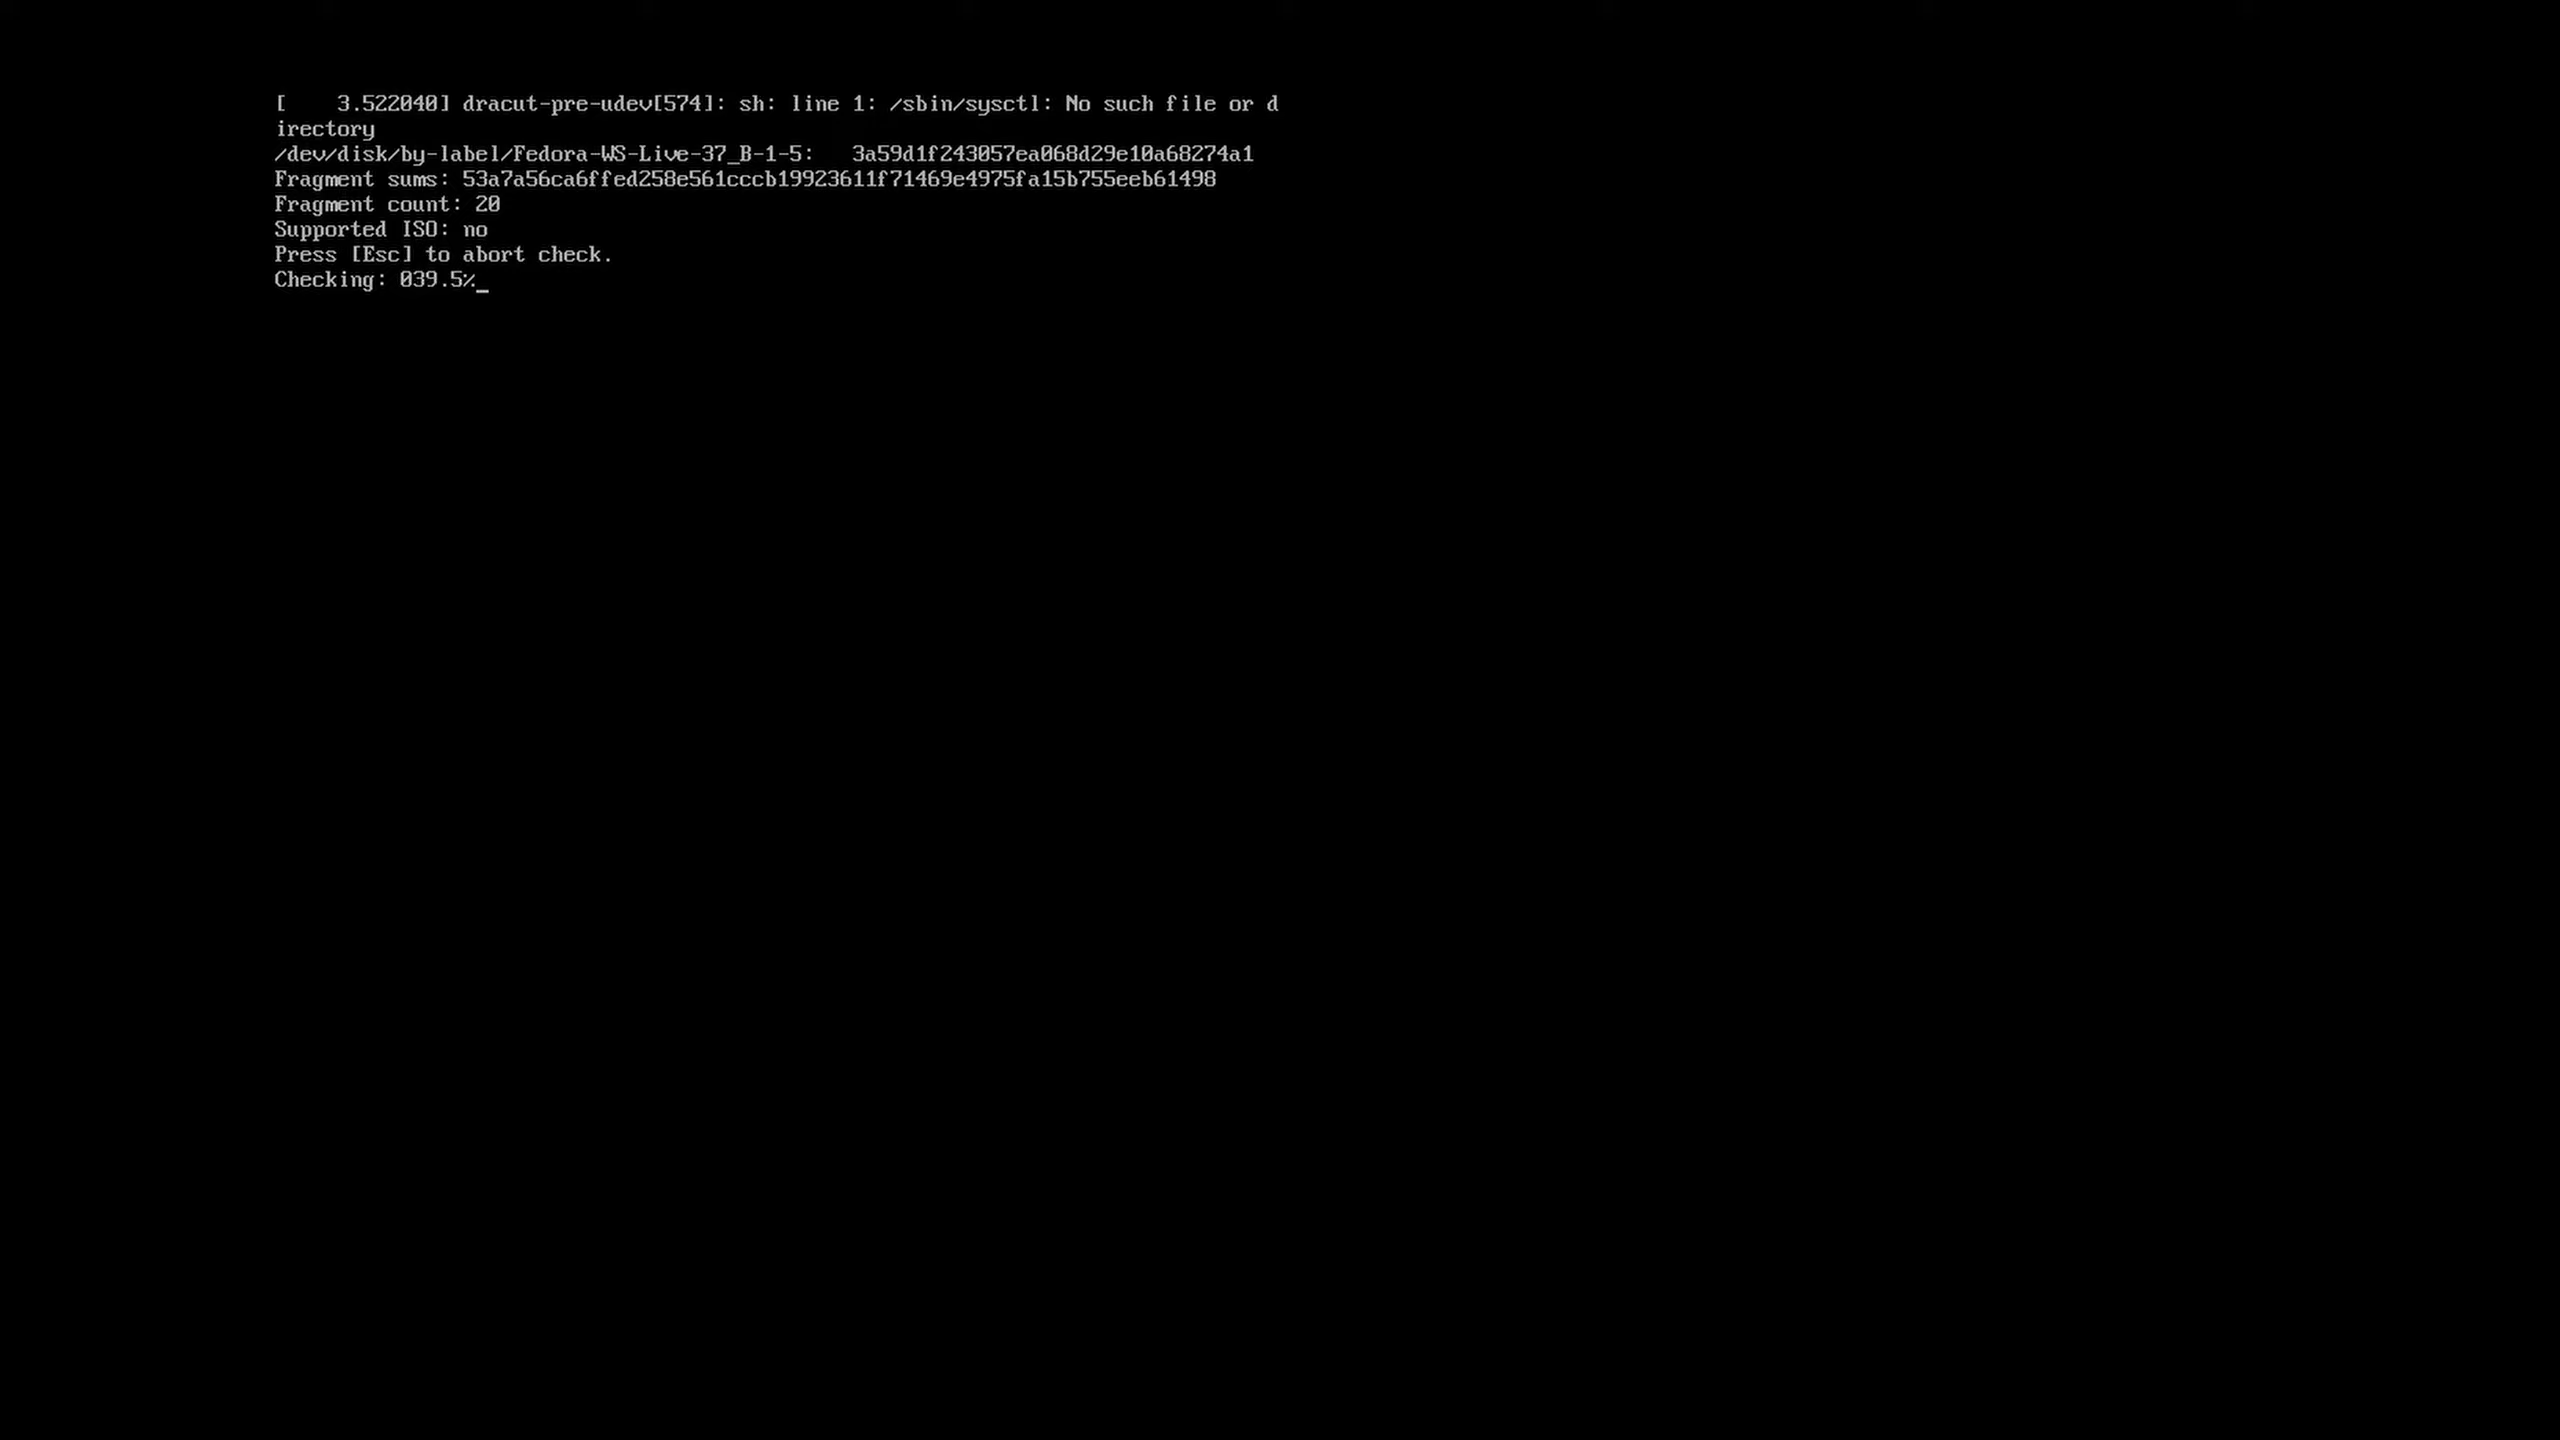 [    3.522040] dracut-pre-udev[574]: sh: line 1: /sbin/sysctl: No such file or d
irectory
/dev/disk/by-label/Fedora-WS-Live-37_B-1-5:   3a59d1f243057ea068d29e10a68274a1
Fragment sums: 53a7a56ca6ffed258e561cccb19923611f71469e4975fa15b755eeb61498
Fragment count: 20
Supported ISO: no
Press [Esc] to abort check.
Checking: 039.5%_